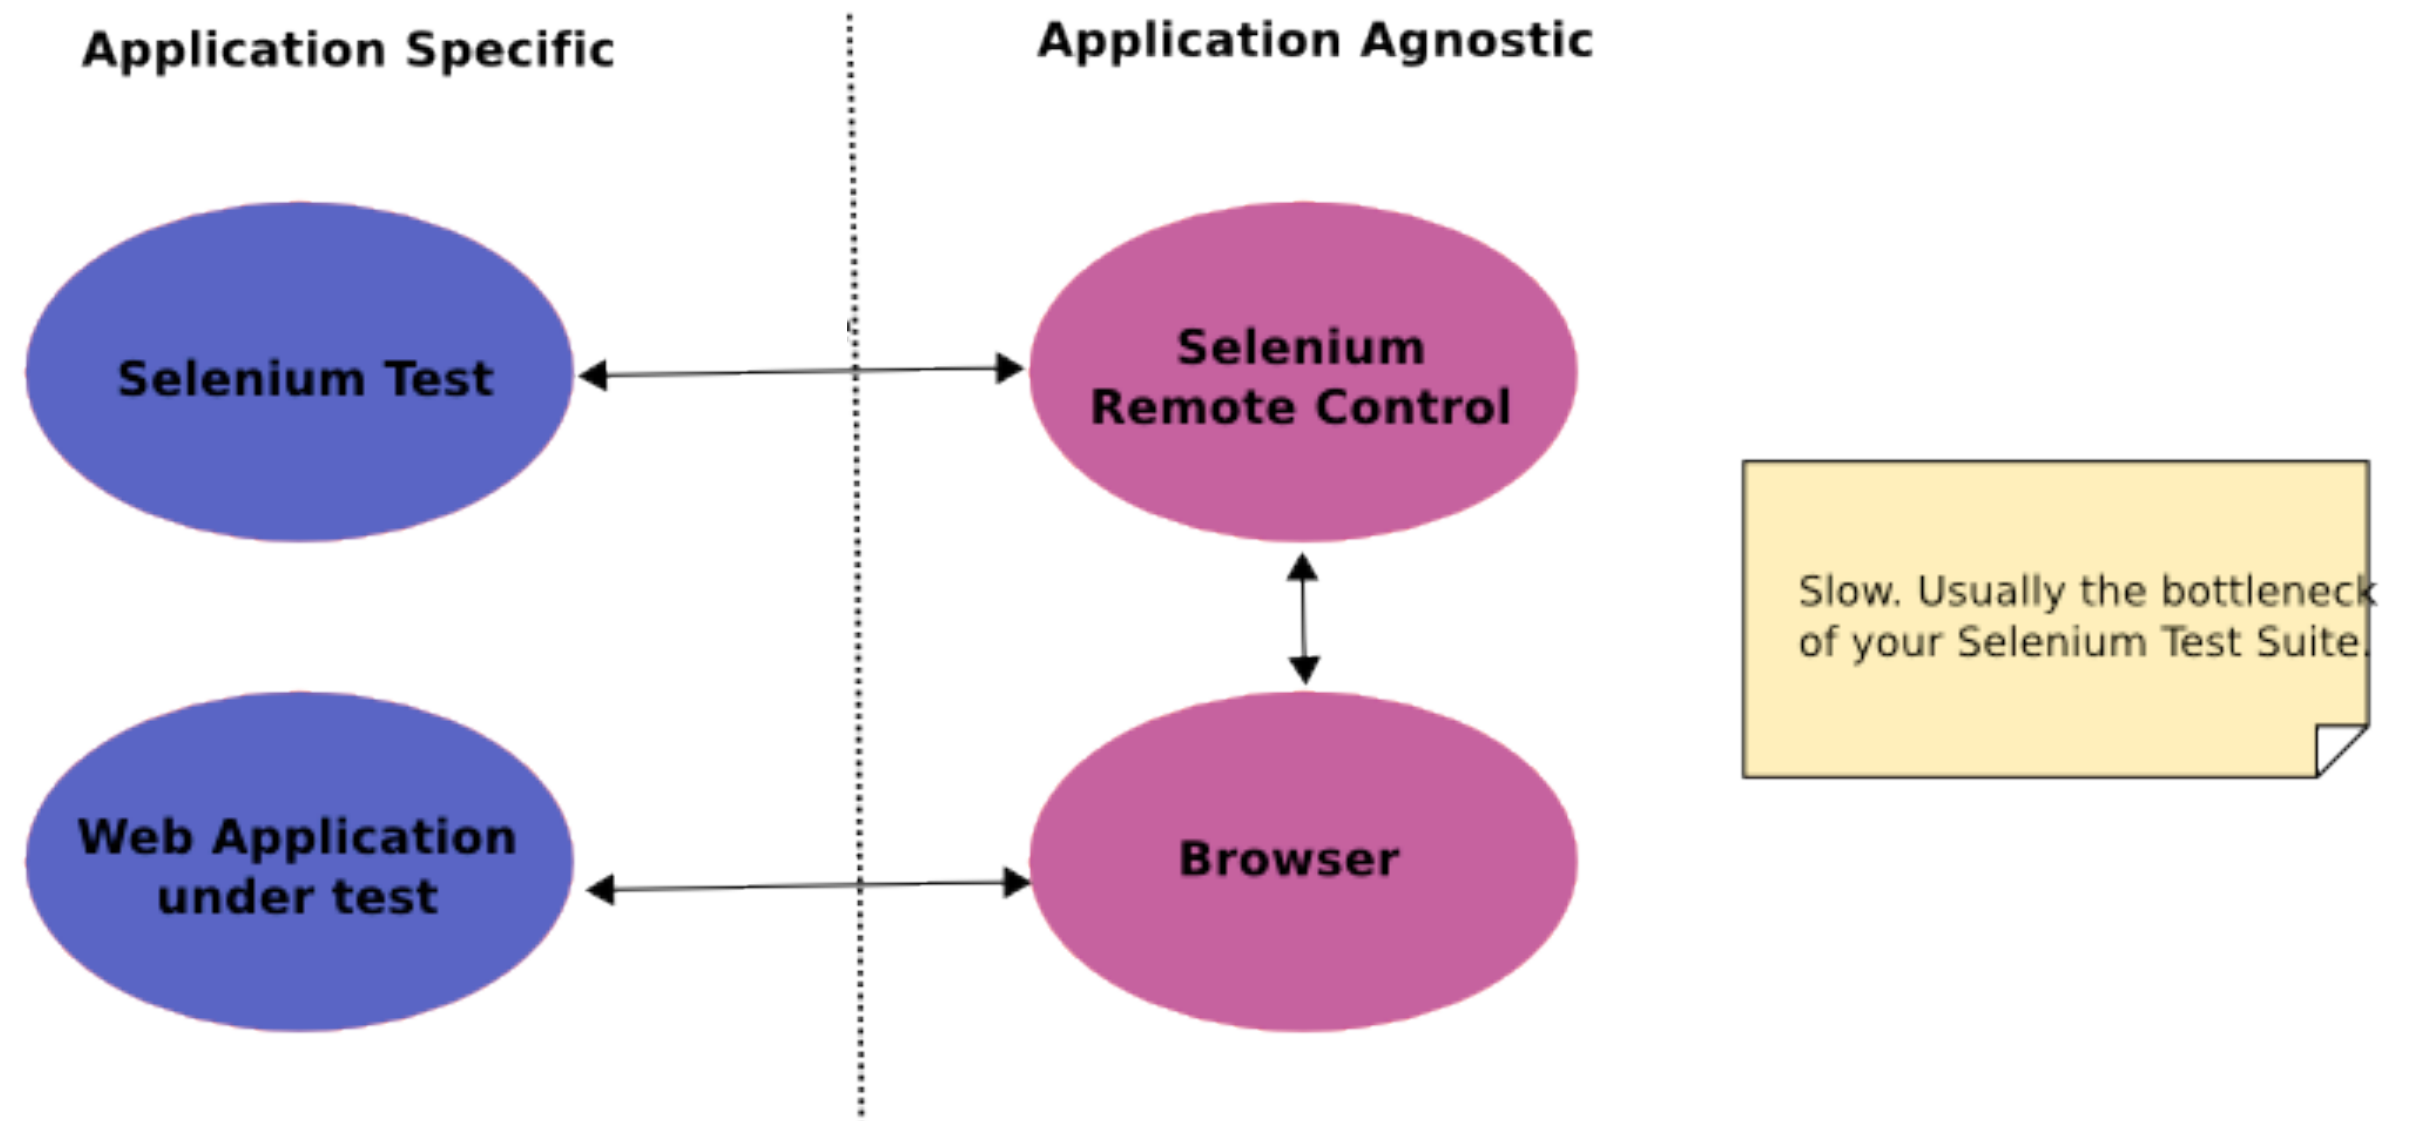 Application Specific
Application Agnostic
Selenium Test
Selenium
Remote Control
Slow. Usually the bottleneck
of your Selenium Test Suite.
Web Application
under test
Browser